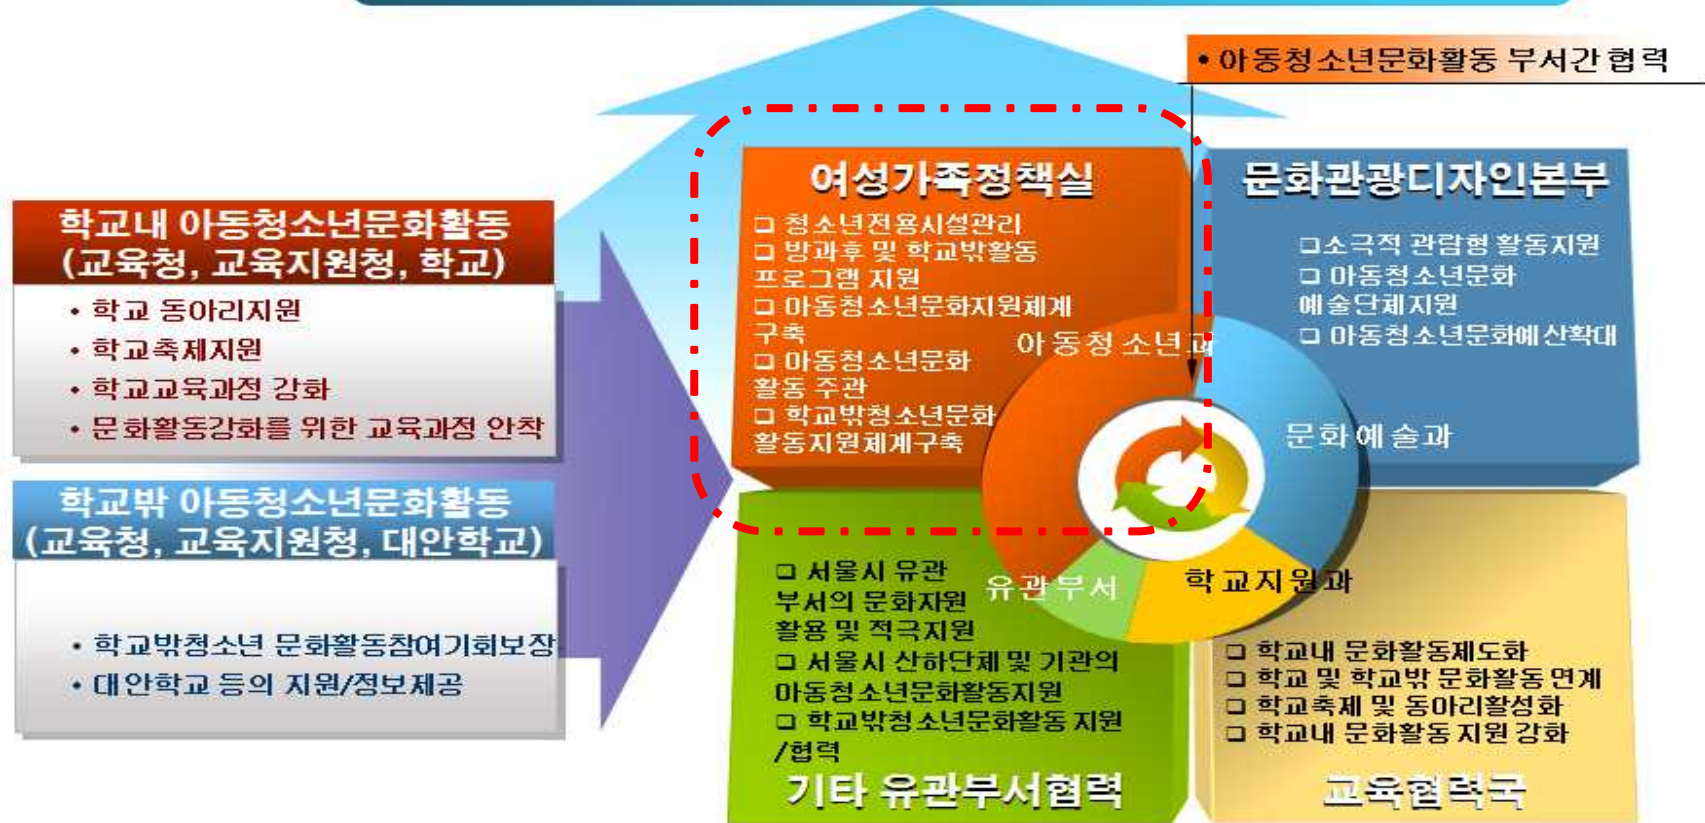 • 아동청소년문화활동 부서간 협력
학교내 아동청소년문화활동
(교육청, 교육지원청, 학교)
• 학교 동아리지원
• 학교축제지원
• 학교교육과정 강화
• 문화활동강화를 위한 교육과정 안착
학교밖 아동청소년문화활동
(교육청, 교육지원청, 대안학교)
• 학교밖청소년 문화활동참여기회보장
• 대안학교 등의 지원/정보제공
여성가족정책실
□ 청소년전용시설관리
□ 방과후 및 학교밖활동
프로그램 지원
□ 아동청소년문화지원체계
구축
□ 아동청소년문화
활동 주관
□ 학교밖청소년문화
활동지원체계구축
아동청소년과
문화관광디자인본부
□소극적 관람형 활동지원
□ 아동청소년문화
예술단체지원
□ 아동청소년문화예산확대
문화예술과
유관부서
□ 서울시 유관
부서의 문화자원
활용 및 적극지원
□ 서울시 산하단체 및 기관의
아동청소년문화활동지원
□ 학교밖청소년문화활동 지원
/협력
기타 유관부서협력
학교지원과
□ 학교내 문화활동제도화
□ 학교 및 학교밖 문화활동 연계
□ 학교축제 및 동아리활성화
□ 학교내 문화활동 지원 강화
교육협력국